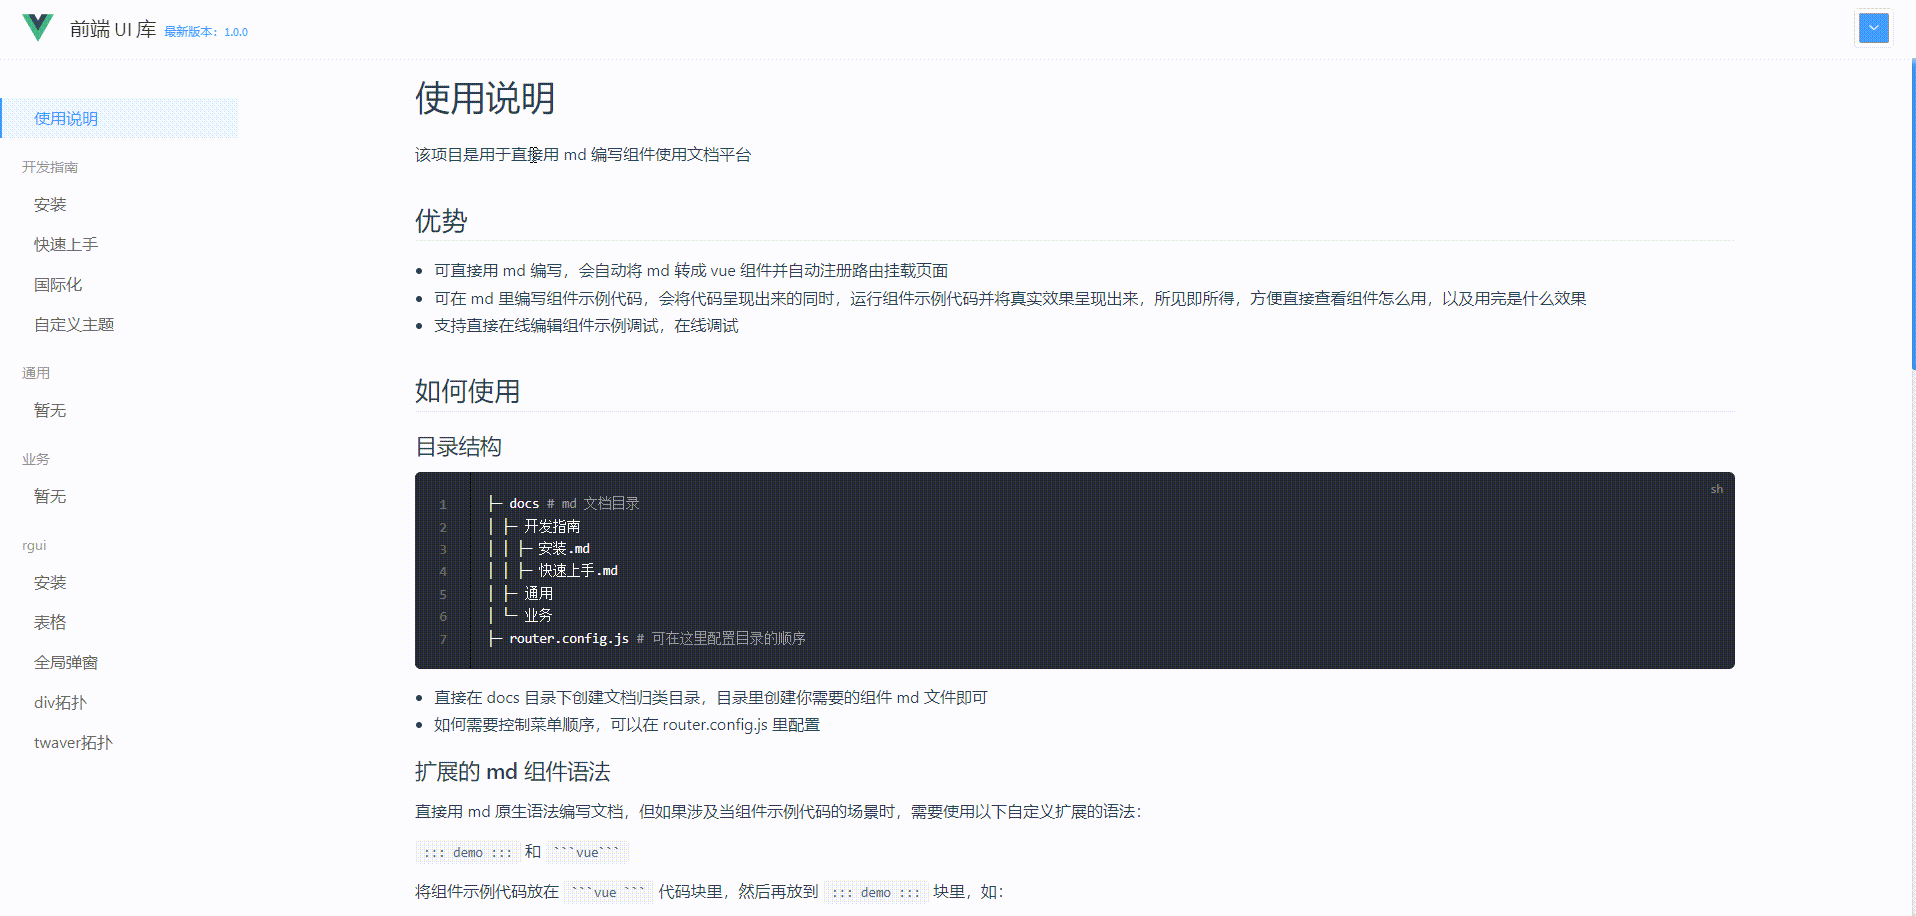 前端 UI 库 最新版本：1.0.0
使用说明
开发指南
安装
快速上手
国际化
自定义主题
通用
暂无
业务
暂无
rgui
安装
表格
全局弹窗
div拓扑
twaver拓扑
使用说明
该项目是用于直接用 md 编写组件使用文档平台
优势
可直接用 md 编写，会自动将 md 转成 vue 组件并自动注册路由挂载页面
可在 md 里编写组件示例代码，会将代码呈现出来的同时，运行组件示例代码并将真实效果呈现出来，所见即所得，方便直接查看组件怎么用，以及用完是什么效果
支持直接在线编辑组件示例调试，在线调试
如何使用
目录结构
sh
1 ├─ docs # md 文档目录
2 │ ├─ 开发指南
3 │ │ ├─ 安装.md
4 │ │ ├─ 快速上手.md
5 │ ├─ 通用
6 │ └─ 业务
7 ├─ router.config.js # 可在这里配置目录的顺序
直接在 docs 目录下创建文档归类目录，目录里创建你需要的组件 md 文件即可
如何需要控制菜单顺序，可以在 router.config.js 里配置
扩展的 md 组件语法
直接用 md 原生语法编写文档，但如果涉及当组件示例代码的场景时，需要使用以下自定义扩展的语法：
::: demo ::: 和 ```vue```
将组件示例代码放在 ```vue ``` 代码块里，然后再放到 ::: demo ::: 块里，如：